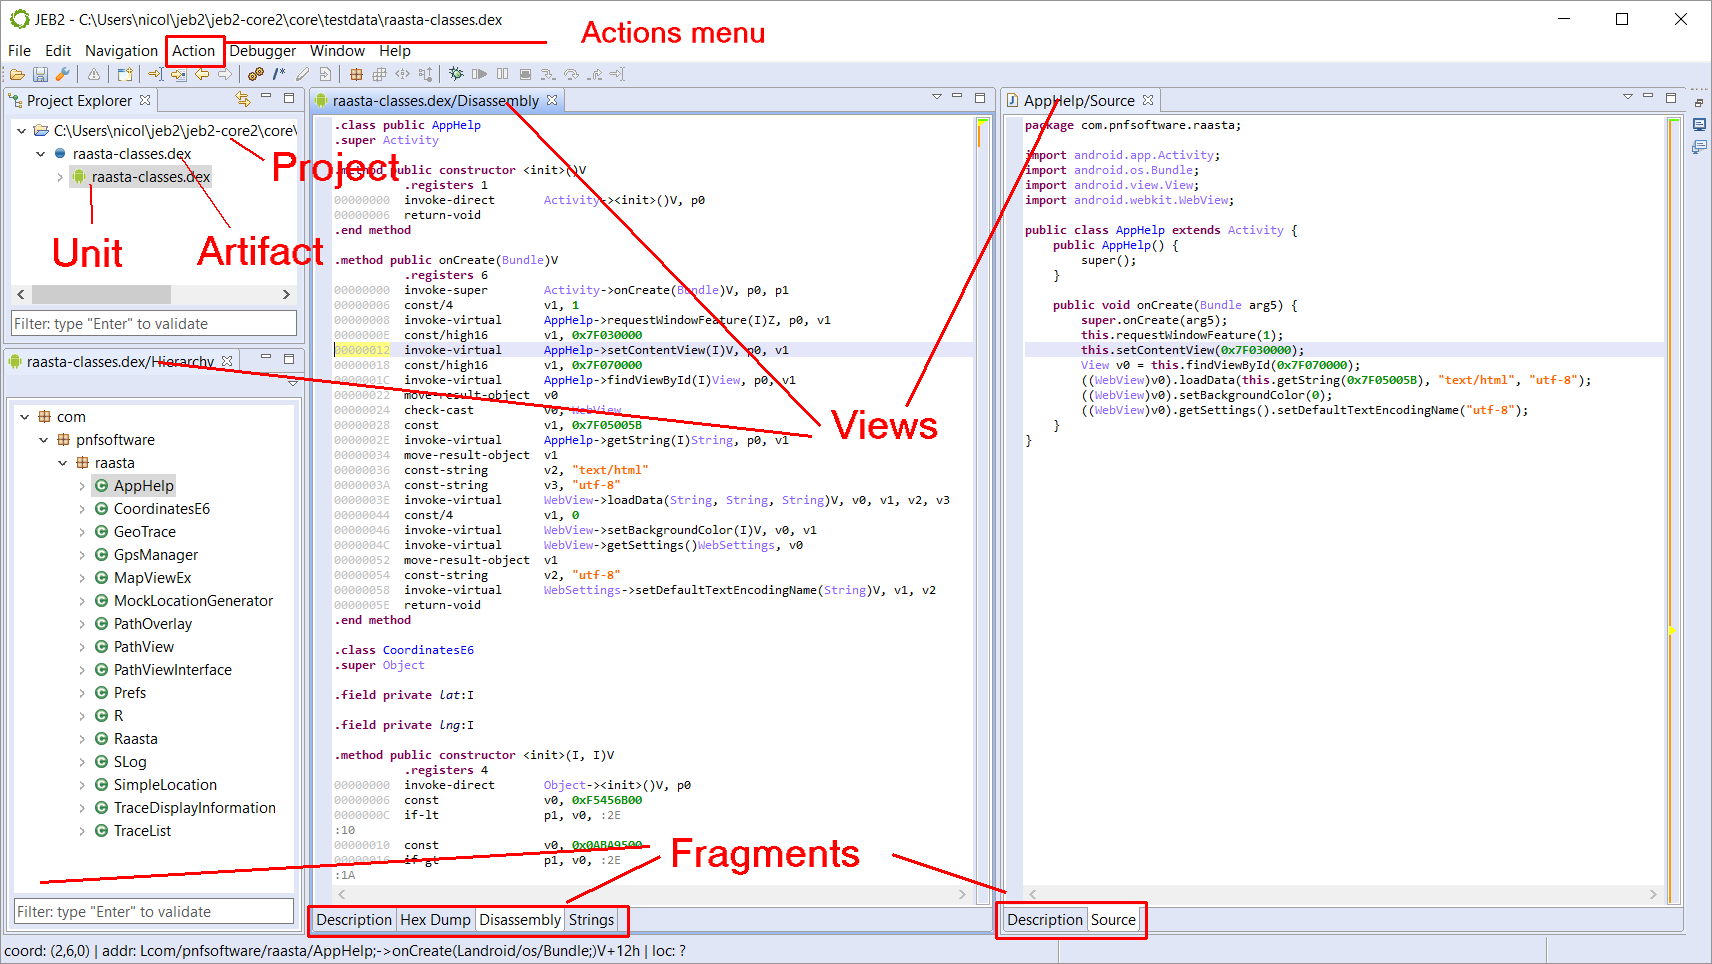 JEB2 - C:\Users\nicol\jeb2\jeb2-core2\core\testdata\raasta-classes.dex
File Edit Navigation Action Debugger Window Help
Actions menu
Project Explorer
C:\Users\nicol\jeb2\jeb2-core2\core\
raasta-classes.dex
raasta-classes.dex
Project
Unit
Artifact
Filter: type "Enter" to validate
raasta-classes.dex/Hierarchy
com
pnfsoftware
raasta
AppHelp
CoordinatesE6
GeoTrace
GpsManager
MapViewEx
MockLocationGenerator
PathOverlay
PathView
PathViewInterface
Prefs
R
Raasta
SLog
SimpleLocation
TraceDisplayInformation
TraceList
Filter: type "Enter" to validate
raasta-classes.dex/Disassembly
.class public AppHelp
.super Activity
.method public constructor <init>()V
.registers 1
00000000 invoke-direct Activity-><init>()V, p0
00000006 return-void
.end method
.method public onCreate(Bundle)V
.registers 6
00000000 invoke-super Activity->onCreate(Bundle)V, p0, p1
00000006 const/4 v1, 1
00000008 invoke-virtual AppHelp->requestWindowFeature(I)Z, p0, v1
0000000E const/high16 v1, 0x7F030000
00000012 invoke-virtual AppHelp->setContentView(I)V, p0, v1
00000018 const/high16 v1, 0x7F070000
0000001C invoke-virtual AppHelp->findViewById(I)View, p0, v1
00000022 move-result-object v0
00000024 check-cast v0, WebView
00000028 const v1, 0x7F05005B
0000002E invoke-virtual AppHelp->getString(I)String, p0, v1
00000034 move-result-object v1
00000036 const-string v2, "text/html"
0000003A const-string v3, "utf-8"
0000003E invoke-virtual WebView->loadData(String, String, String)V, v0, v1, v2, v3
00000044 const/4 v1, 0
00000046 invoke-virtual WebView->setBackgroundColor(I)V, v0, v1
0000004C invoke-virtual WebView->getSettings()WebSettings, v0
00000052 move-result-object v1
00000054 const-string v2, "utf-8"
00000058 invoke-virtual WebSettings->setDefaultTextEncodingName(String)V, v1, v2
0000005E return-void
.end method
.class CoordinatesE6
.super Object
.field private lat:I
.field private lng:I
.method public constructor <init>(I, I)V
.registers 4
00000000 invoke-direct Object-><init>()V, p0
00000006 const v0, 0xF5456B00
0000000C if-lt p1, v0, :2E
:10
00000010 const v0, 0x0ABA9500
00000016 if-gt p1, v0, :2E
:1A
Description Hex Dump Disassembly Strings
Views
Fragments
AppHelp/Source
package com.pnfsoftware.raasta;
import android.app.Activity;
import android.os.Bundle;
import android.view.View;
import android.webkit.WebView;
public class AppHelp extends Activity {
public AppHelp() {
super();
}
public void onCreate(Bundle arg5) {
super.onCreate(arg5);
this.requestWindowFeature(1);
this.setContentView(0x7F030000);
View v0 = this.findViewById(0x7F070000);
((WebView)v0).loadData(this.getString(0x7F05005B), "text/html", "utf-8");
((WebView)v0).setBackgroundColor(0);
((WebView)v0).getSettings().setDefaultTextEncodingName("utf-8");
}
}
Description Source
coord: (2,6,0) | addr: Lcom/pnfsoftware/raasta/AppHelp;->onCreate(Landroid/os/Bundle;)V+12h | loc: ?